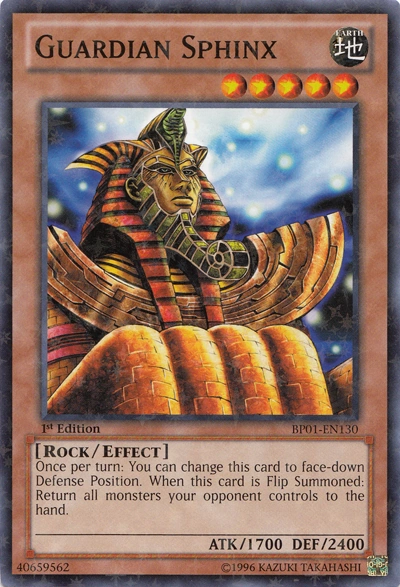 GUARDIAN SPHINX
EARTH
地
1st Edition
BP01-EN130
[ROCK/EFFECT]
Once per turn: You can change this card to face-down
Defense Position. When this card is Flip Summoned:
Return all monsters your opponent controls to the
hand.
ATK/1700 DEF/2400
40659562
©1996 KAZUKI TAKAHASHI